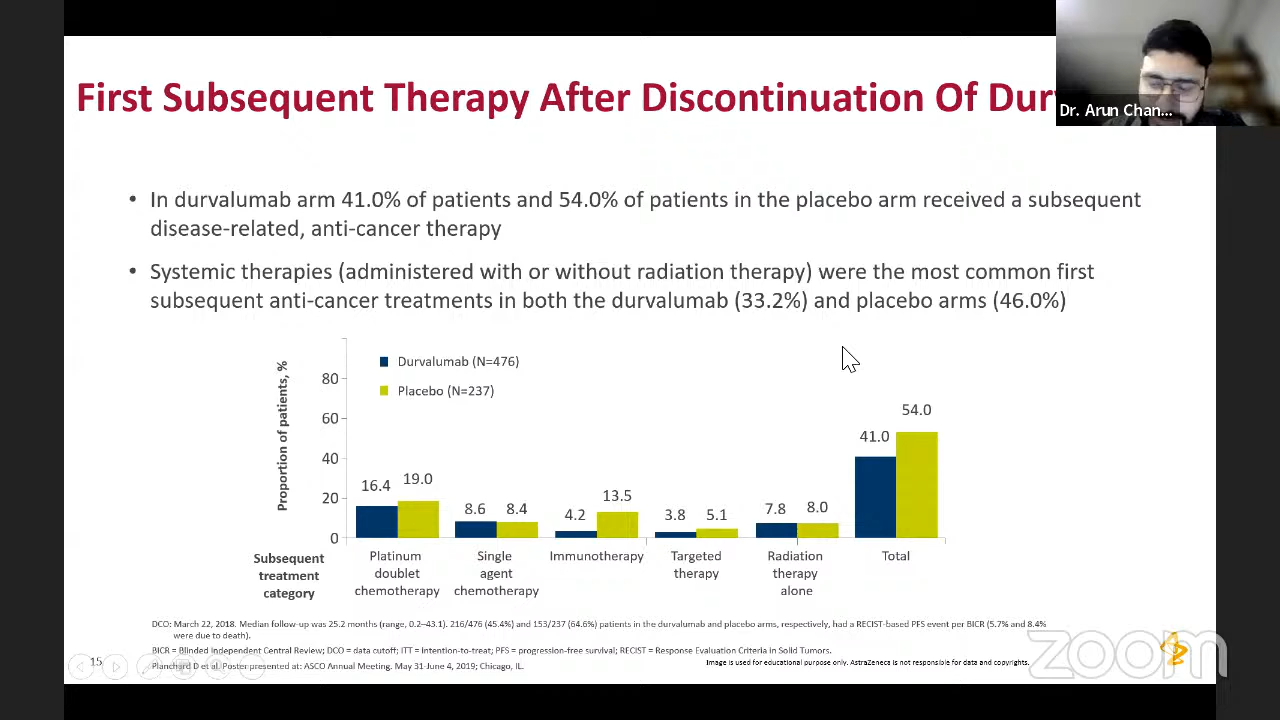 First Subsequent Therapy After Discontinuation Of Dur
Dr. Arun Chan...
• In durvalumab arm 41.0% of patients and 54.0% of patients in the placebo arm received a subsequent
disease-related, anti-cancer therapy
• Systemic therapies (administered with or without radiation therapy) were the most common first
subsequent anti-cancer treatments in both the durvalumab (33.2%) and placebo arms (46.0%)
Proportion of patients, %
Durvalumab (N=476)
Placebo (N=237)
80
60
40
20
0
16.4 19.0
8.6 8.4
4.2 13.5
3.8 5.1
7.8 8.0
41.0 54.0
Subsequent
treatment
category
Platinum
doublet
chemotherapy
Single
agent
chemotherapy
Immunotherapy
Targeted
therapy
Radiation
therapy
alone
Total
DCO: March 22, 2018. Median follow-up was 25.2 months (range, 0.2–43.1). 216/476 (45.4%) and 153/237 (64.6%) patients in the durvalumab and placebo arms, respectively, had a RECIST-based PFS event per BICR (5.7% and 8.4%
were due to death).
BICR = Blinded Independent Central Review; DCO = data cutoff; ITT = intention-to-treat; PFS = progression-free survival; RECIST = Response Evaluation Criteria in Solid Tumors.
Planchard D et al. Poster presented at: ASCO Annual Meeting. May 31-June 4, 2019; Chicago, IL.
15
Image is used for educational purpose only. AstraZeneca is not responsible for data and copyrights.
zoom